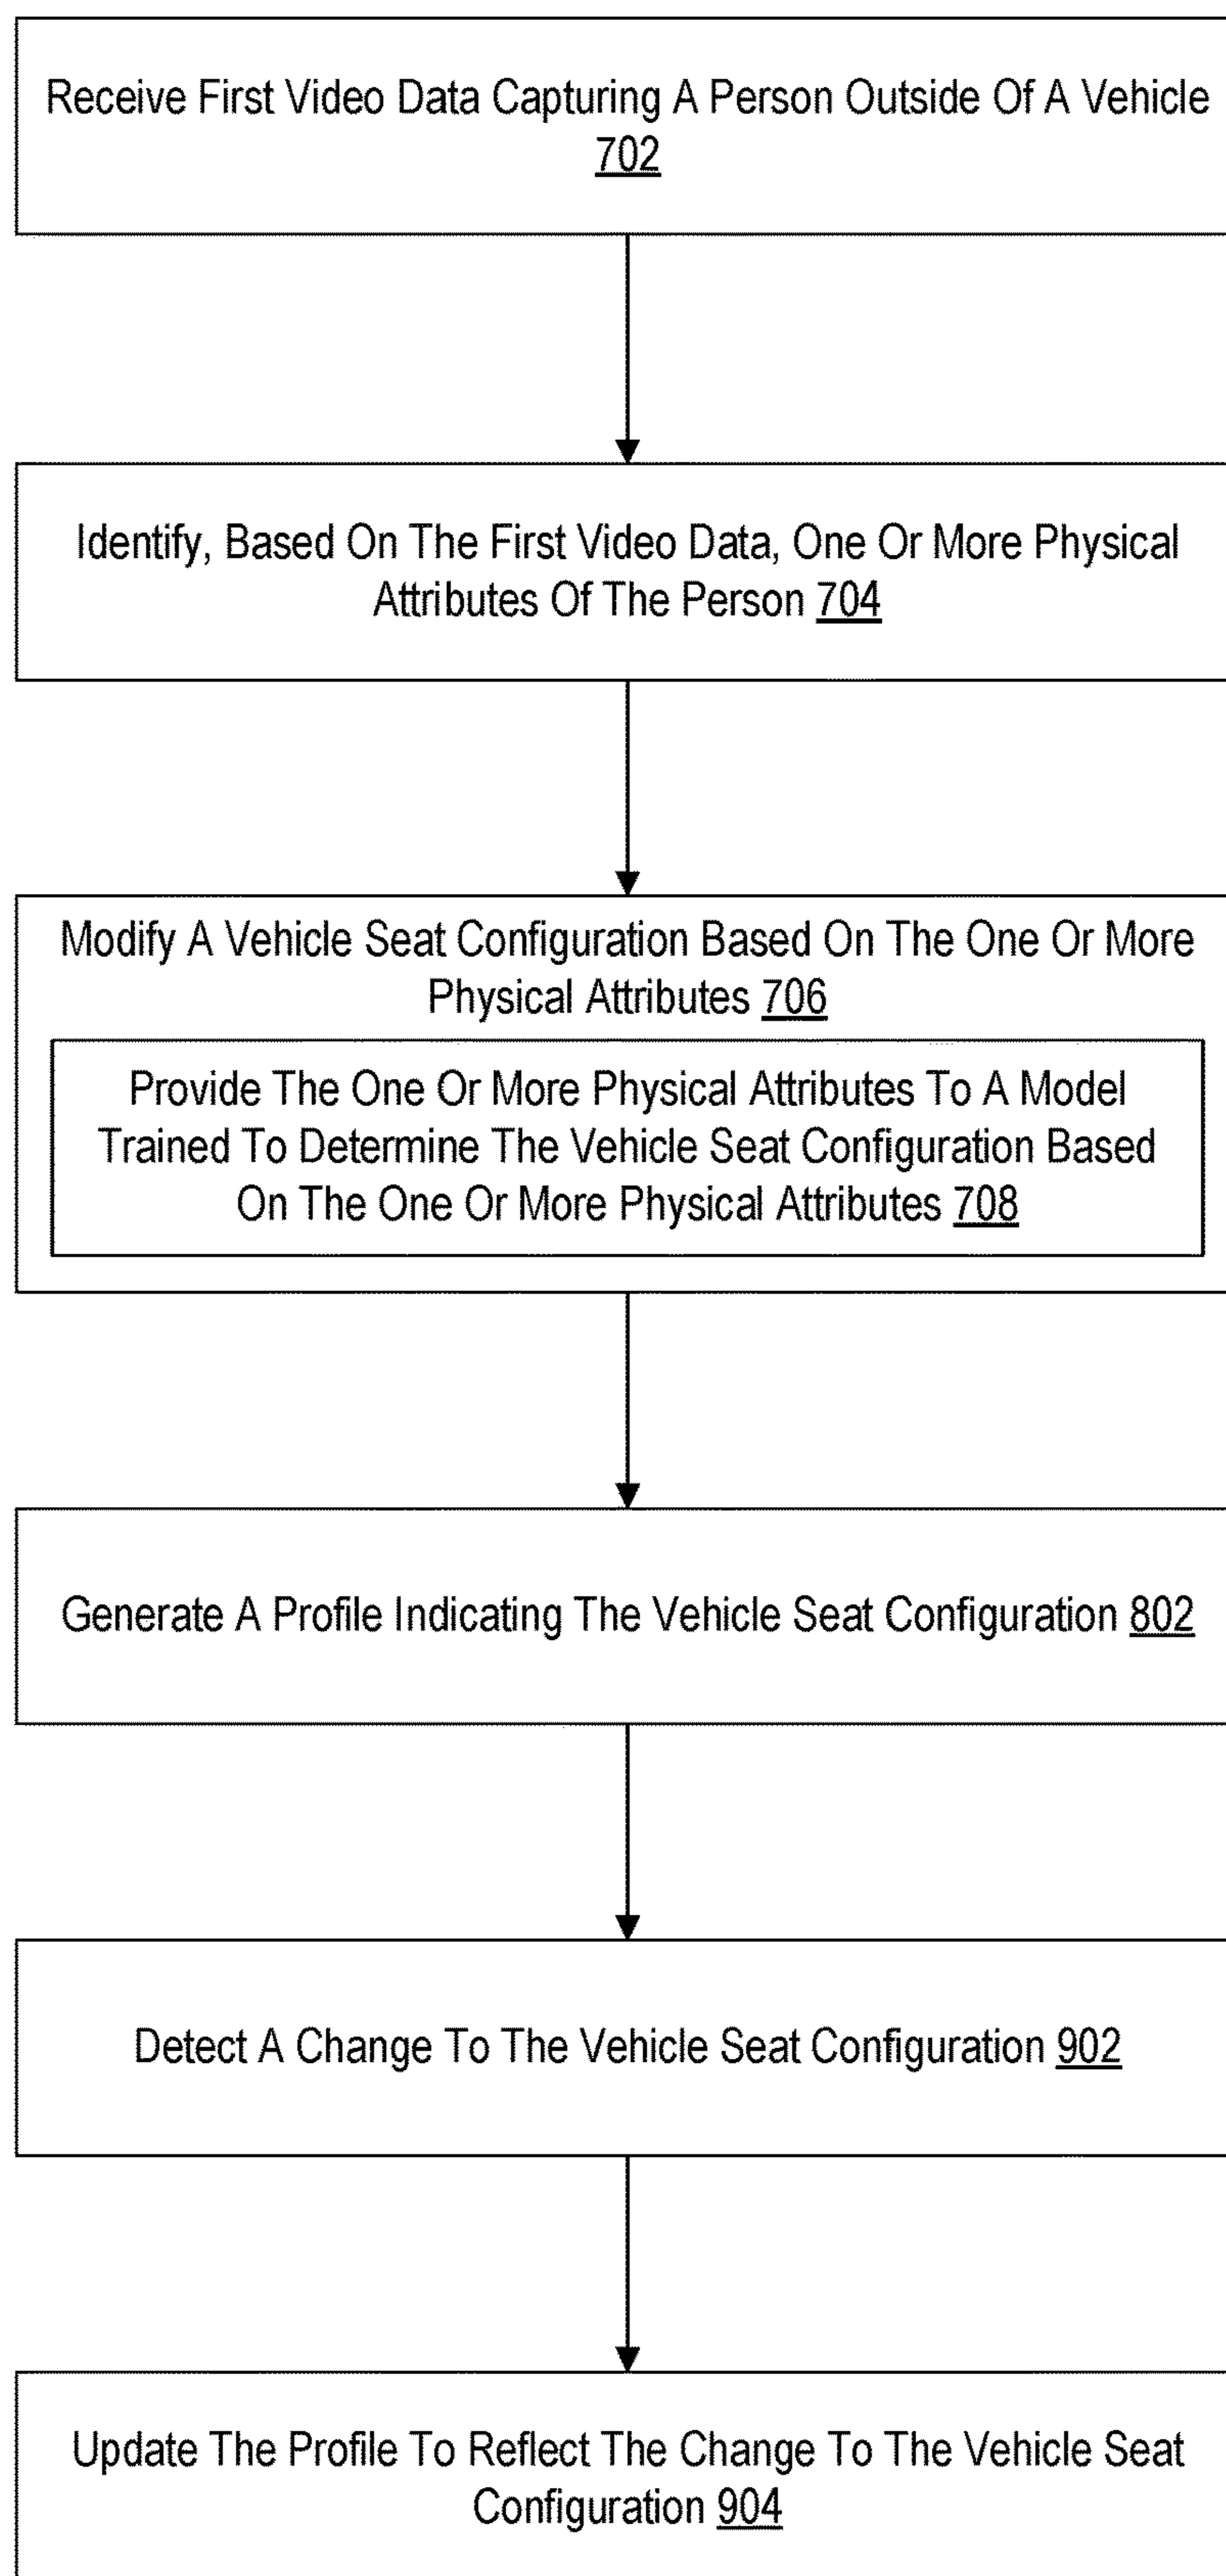 Receive First Video Data Capturing A Person Outside Of A Vehicle
702
Identify, Based On The First Video Data, One Or More Physical
Attributes Of The Person 704
Modify A Vehicle Seat Configuration Based On The One Or More
Physical Attributes 706
Provide The One Or More Physical Attributes To A Model
Trained To Determine The Vehicle Seat Configuration Based
On The One Or More Physical Attributes 708
Generate A Profile Indicating The Vehicle Seat Configuration 802
Detect A Change To The Vehicle Seat Configuration 902
Update The Profile To Reflect The Change To The Vehicle Seat
Configuration 904